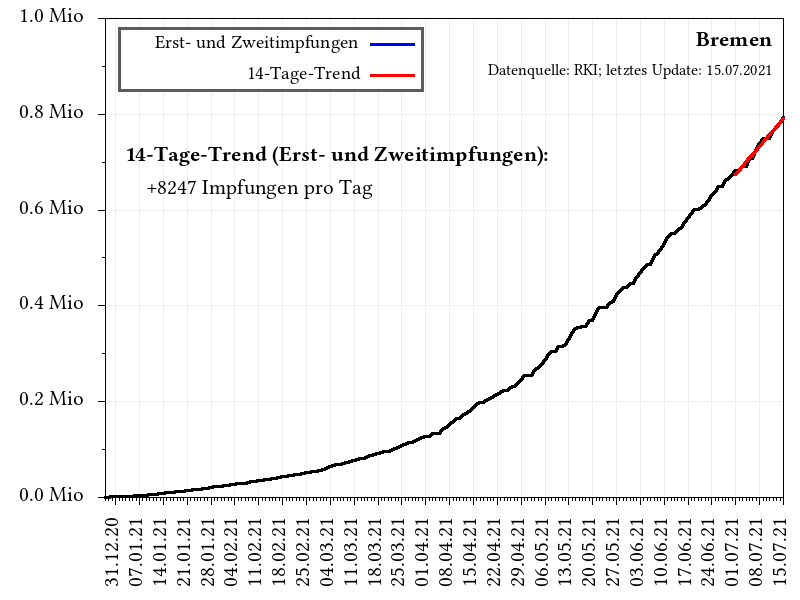 1.0 Mio
Erst- und Zweitimpfungen
14-Tage-Trend
Bremen
Datenquelle: RKI; letztes Update: 15.07.2021
0.8 Mio
14-Tage-Trend (Erst- und Zweitimpfungen):
+8247 Impfungen pro Tag
0.6 Mio
0.4 Mio
0.2 Mio
0.0 Mio
31.12.20
07.01.21
14.01.21
21.01.21
28.01.21
04.02.21
11.02.21
18.02.21
25.02.21
04.03.21
11.03.21
18.03.21
25.03.21
01.04.21
08.04.21
15.04.21
22.04.21
29.04.21
06.05.21
13.05.21
20.05.21
27.05.21
03.06.21
10.06.21
17.06.21
24.06.21
01.07.21
08.07.21
15.07.21